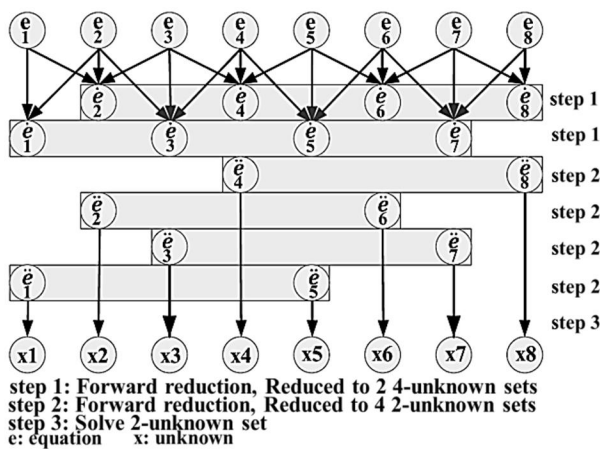 e e e e e e e e
1 2 3 4 5 6 7 8
ė ė ė ė step 1
2 4 6 8
ė ė ė ė step 1
1 3 5 7
ë ë step 2
4 8
ë ë step 2
2 6
ë ë step 2
3 7
ë ë step 2
1 5
step 3
x1 x2 x3 x4 x5 x6 x7 x8
step 1: Forward reduction, Reduced to 2 4-unknown sets
step 2: Forward reduction, Reduced to 4 2-unknown sets
step 3: Solve 2-unknown set
e: equation x: unknown